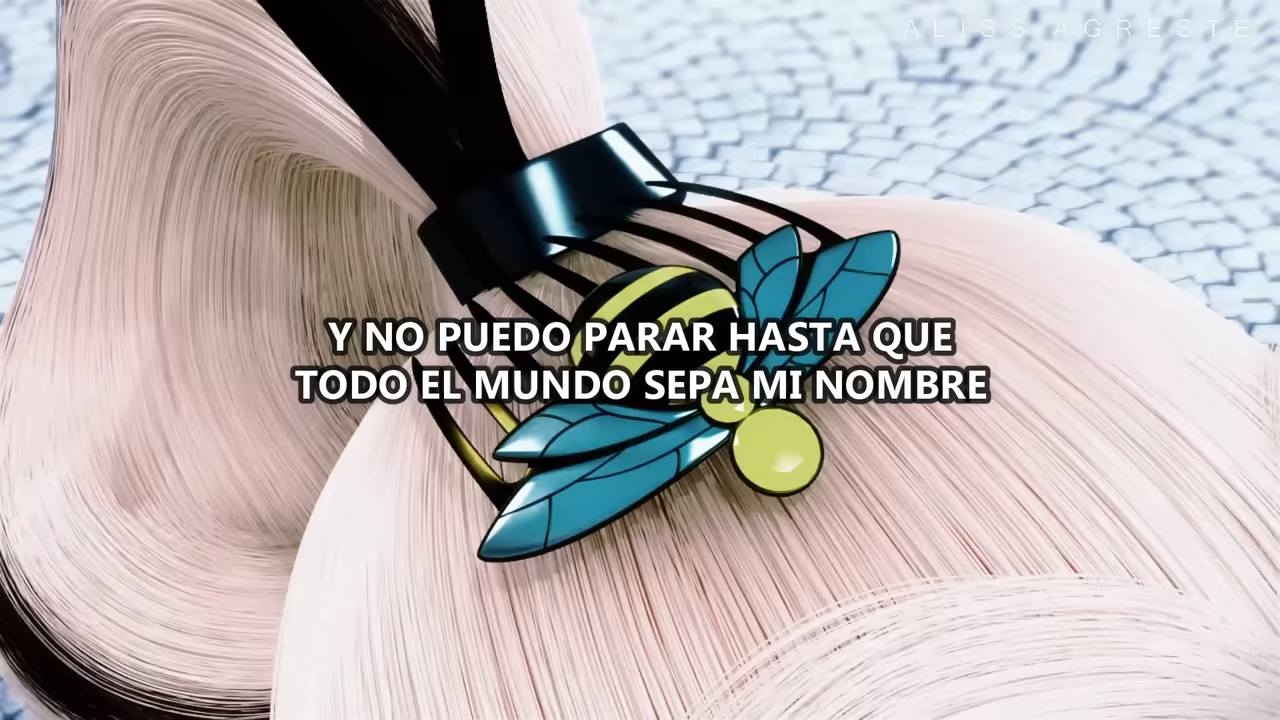 ALISS AGRESTE
Y NO PUEDO PARAR HASTA QUE
TODO EL MUNDO SEPA MI NOMBRE